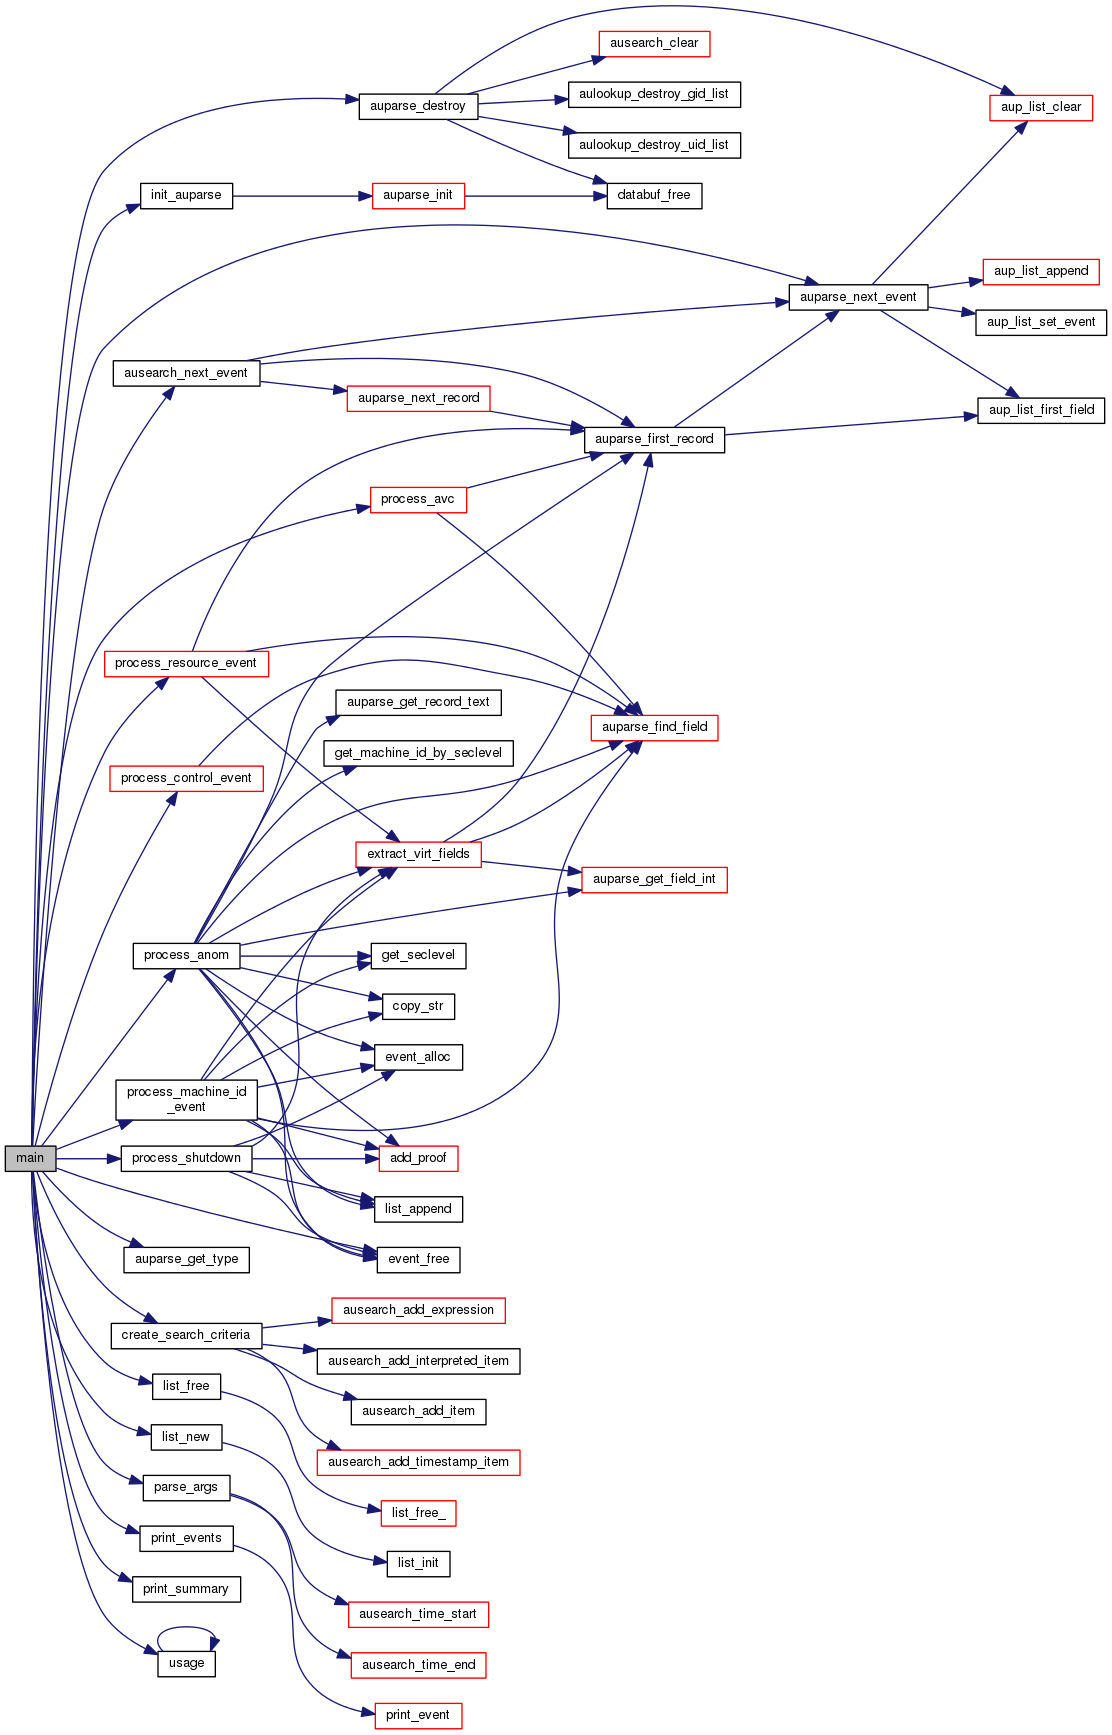 ausearch_clear
aulookup_destroy_gid_list
auparse_destroy
aup_list_clear
aulookup_destroy_uid_list
init_auparse
auparse_init
databuf_free
aup_list_append
auparse_next_event
aup_list_set_event
ausearch_next_event
auparse_next_record
aup_list_first_field
auparse_first_record
process_avc
process_resource_event
auparse_get_record_text
auparse_find_field
get_machine_id_by_seclevel
process_control_event
extract_virt_fields
auparse_get_field_int
process_anom
get_seclevel
copy_str
event_alloc
process_machine_id
_event
main
process_shutdown
add_proof
list_append
auparse_get_type
event_free
ausearch_add_expression
create_search_criteria
ausearch_add_interpreted_item
list_free
ausearch_add_item
list_new
ausearch_add_timestamp_item
parse_args
list_free_
print_events
list_init
print_summary
ausearch_time_start
usage
ausearch_time_end
print_event